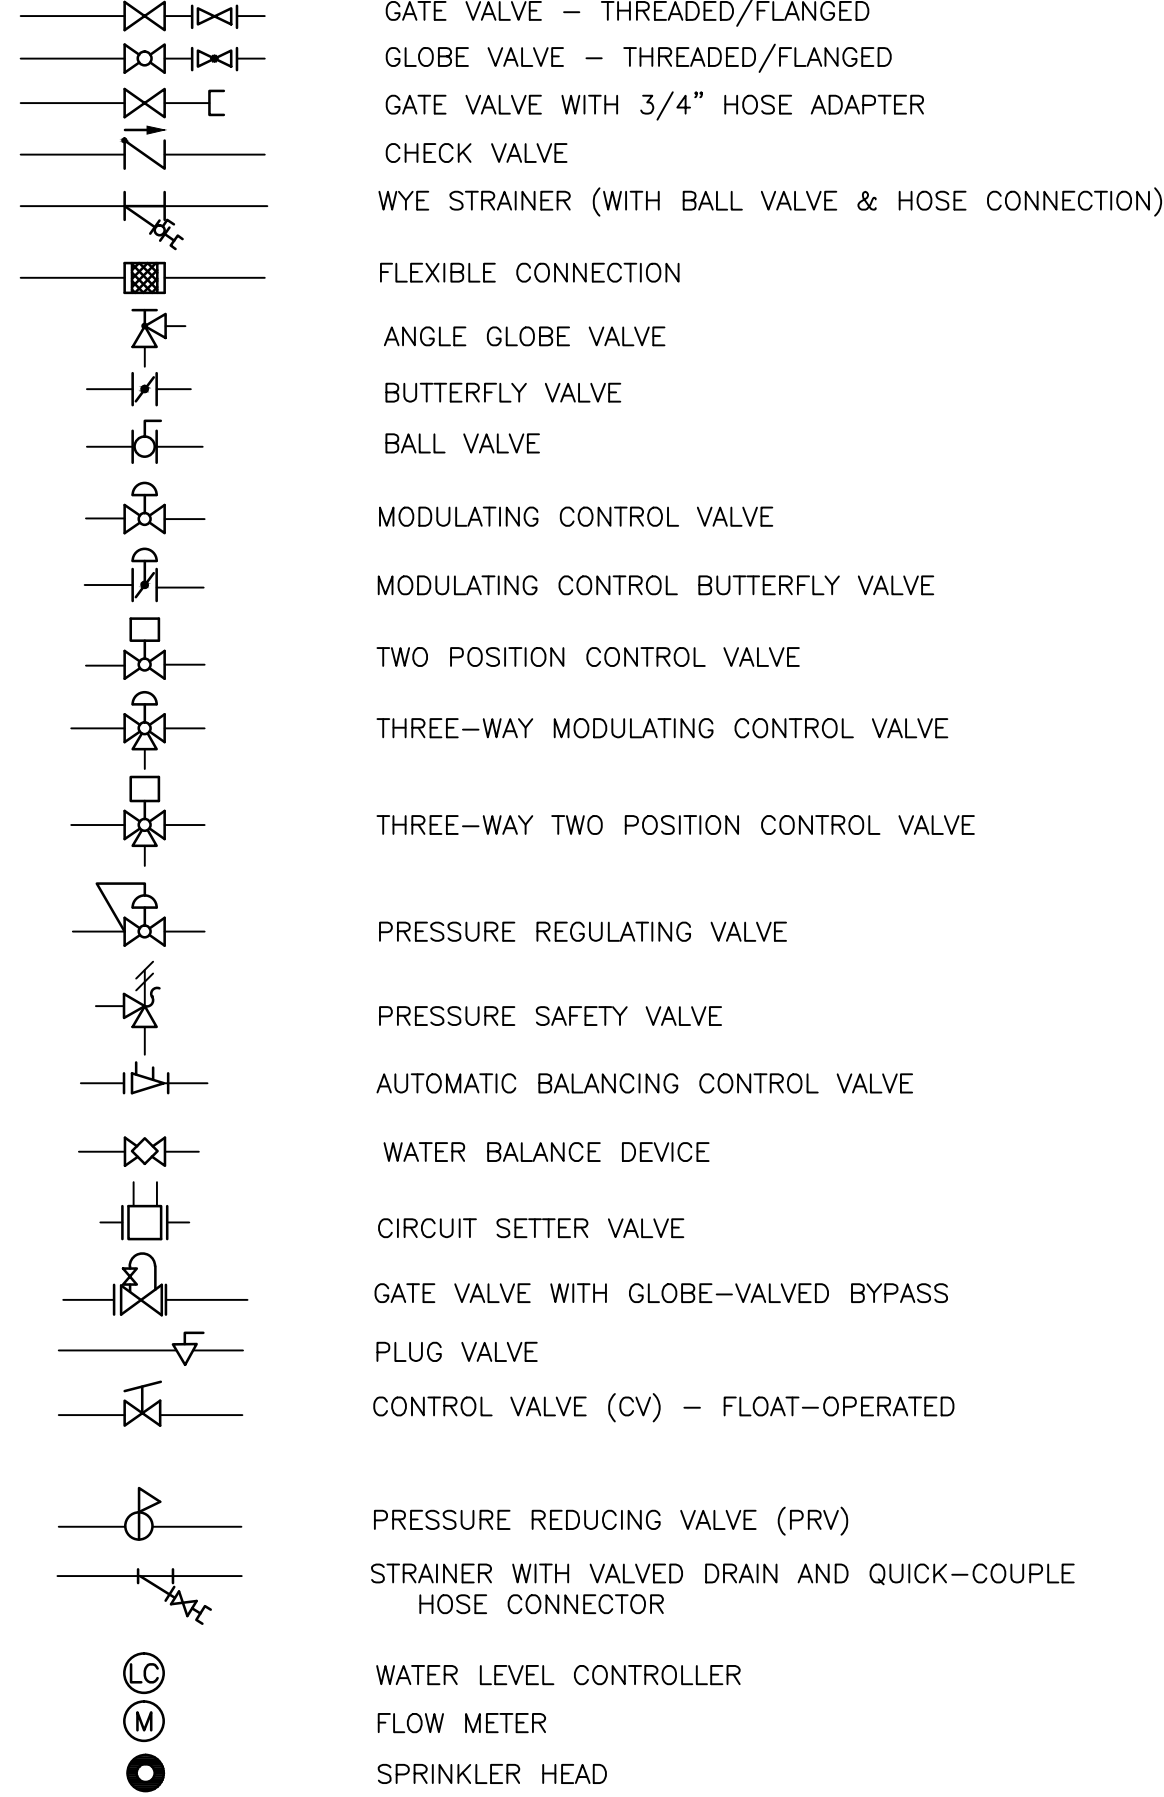 GATE VALVE – THREADED/FLANGED
GLOBE VALVE – THREADED/FLANGED
GATE VALVE WITH 3/4" HOSE ADAPTER
CHECK VALVE
WYE STRAINER (WITH BALL VALVE & HOSE CONNECTION)
FLEXIBLE CONNECTION
ANGLE GLOBE VALVE
BUTTERFLY VALVE
BALL VALVE
MODULATING CONTROL VALVE
MODULATING CONTROL BUTTERFLY VALVE
TWO POSITION CONTROL VALVE
THREE–WAY MODULATING CONTROL VALVE
THREE–WAY TWO POSITION CONTROL VALVE
PRESSURE REGULATING VALVE
PRESSURE SAFETY VALVE
AUTOMATIC BALANCING CONTROL VALVE
WATER BALANCE DEVICE
CIRCUIT SETTER VALVE
GATE VALVE WITH GLOBE–VALVED BYPASS
PLUG VALVE
CONTROL VALVE (CV) – FLOAT–OPERATED
PRESSURE REDUCING VALVE (PRV)
STRAINER WITH VALVED DRAIN AND QUICK–COUPLE
HOSE CONNECTOR
LC WATER LEVEL CONTROLLER
M FLOW METER
SPRINKLER HEAD